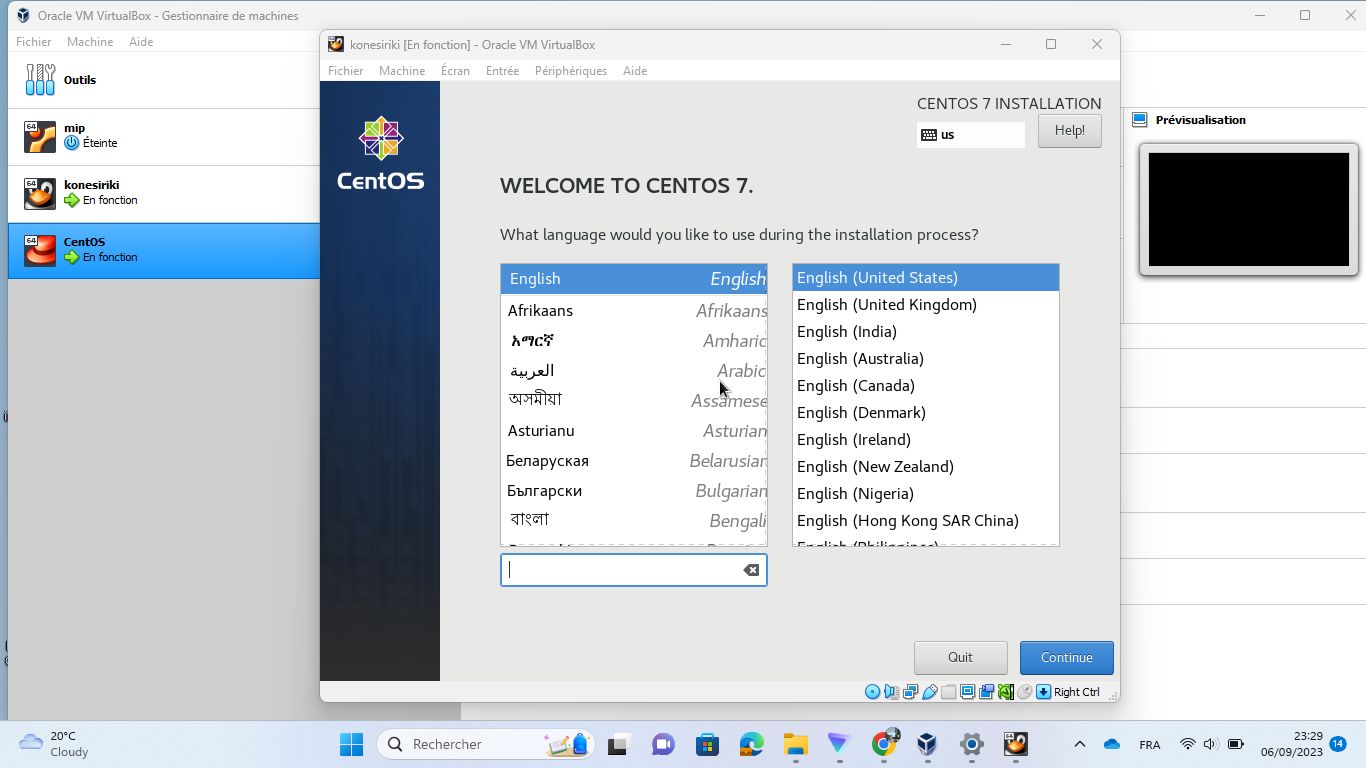 Oracle VM VirtualBox - Gestionnaire de machines
Fichier Machine Aide
Outils
64
mip
Éteinte
64
konesiriki
En fonction
64
CentOS
En fonction
Prévisualisation
konesiriki [En fonction] - Oracle VM VirtualBox
Fichier Machine Écran Entrée Périphériques Aide
CentOS
CENTOS 7 INSTALLATION
us
Help!
WELCOME TO CENTOS 7.
What language would you like to use during the installation process?
English English
Afrikaans Afrikaans
አማርኛ Amharic
العربية Arabic
অসমীয়া Assamese
Asturianu Asturian
Беларуская Belarusian
Български Bulgarian
বাংলা Bengali
English (United States)
English (United Kingdom)
English (India)
English (Australia)
English (Canada)
English (Denmark)
English (Ireland)
English (New Zealand)
English (Nigeria)
English (Hong Kong SAR China)
English (Philippines)
Quit
Continue
Right Ctrl
20°C
Cloudy
Rechercher
FRA
23:29
06/09/2023
14